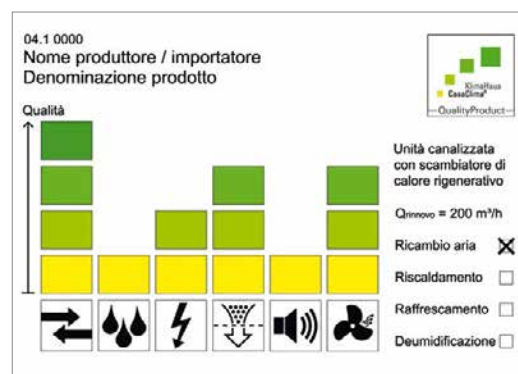 04.1 0000
Nome produttore / importatore
Denominazione prodotto
KlimaHaus
CasaClima®
QualityProduct
Qualità
Unità canalizzata
con scambiatore di
calore rigenerativo
Qrinnovo = 200 m³/h
Ricambio aria
Riscaldamento
Raffrescamento
Deumidificazione